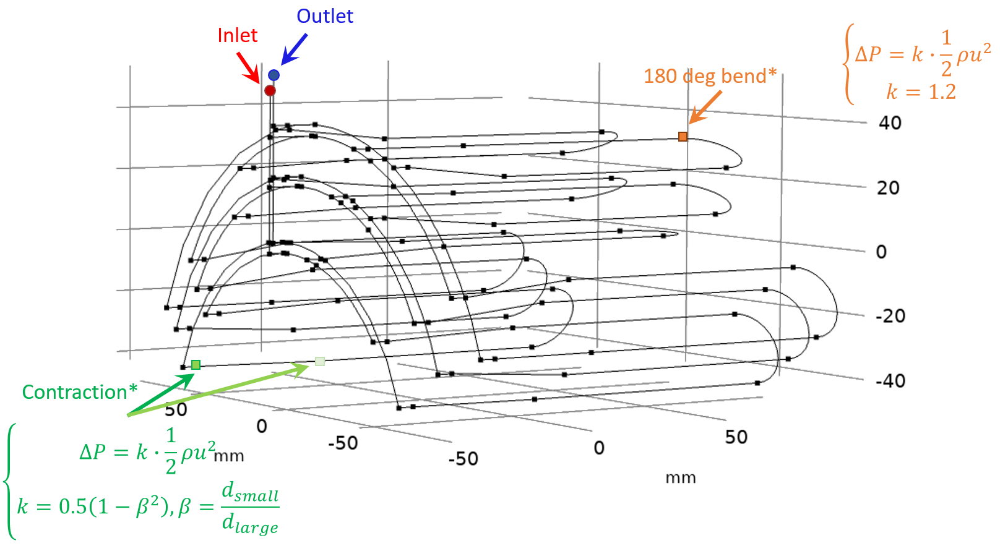 Outlet
Inlet
180 deg bend*
ΔP = k · 1/2 ρu²
k = 1.2
40
20
0
-20
-40
Contraction*
50
0
-50
mm
-50
0
50
mm
ΔP = k · 1/2 ρu²
k = 0.5(1 − β²), β = d_small/d_large